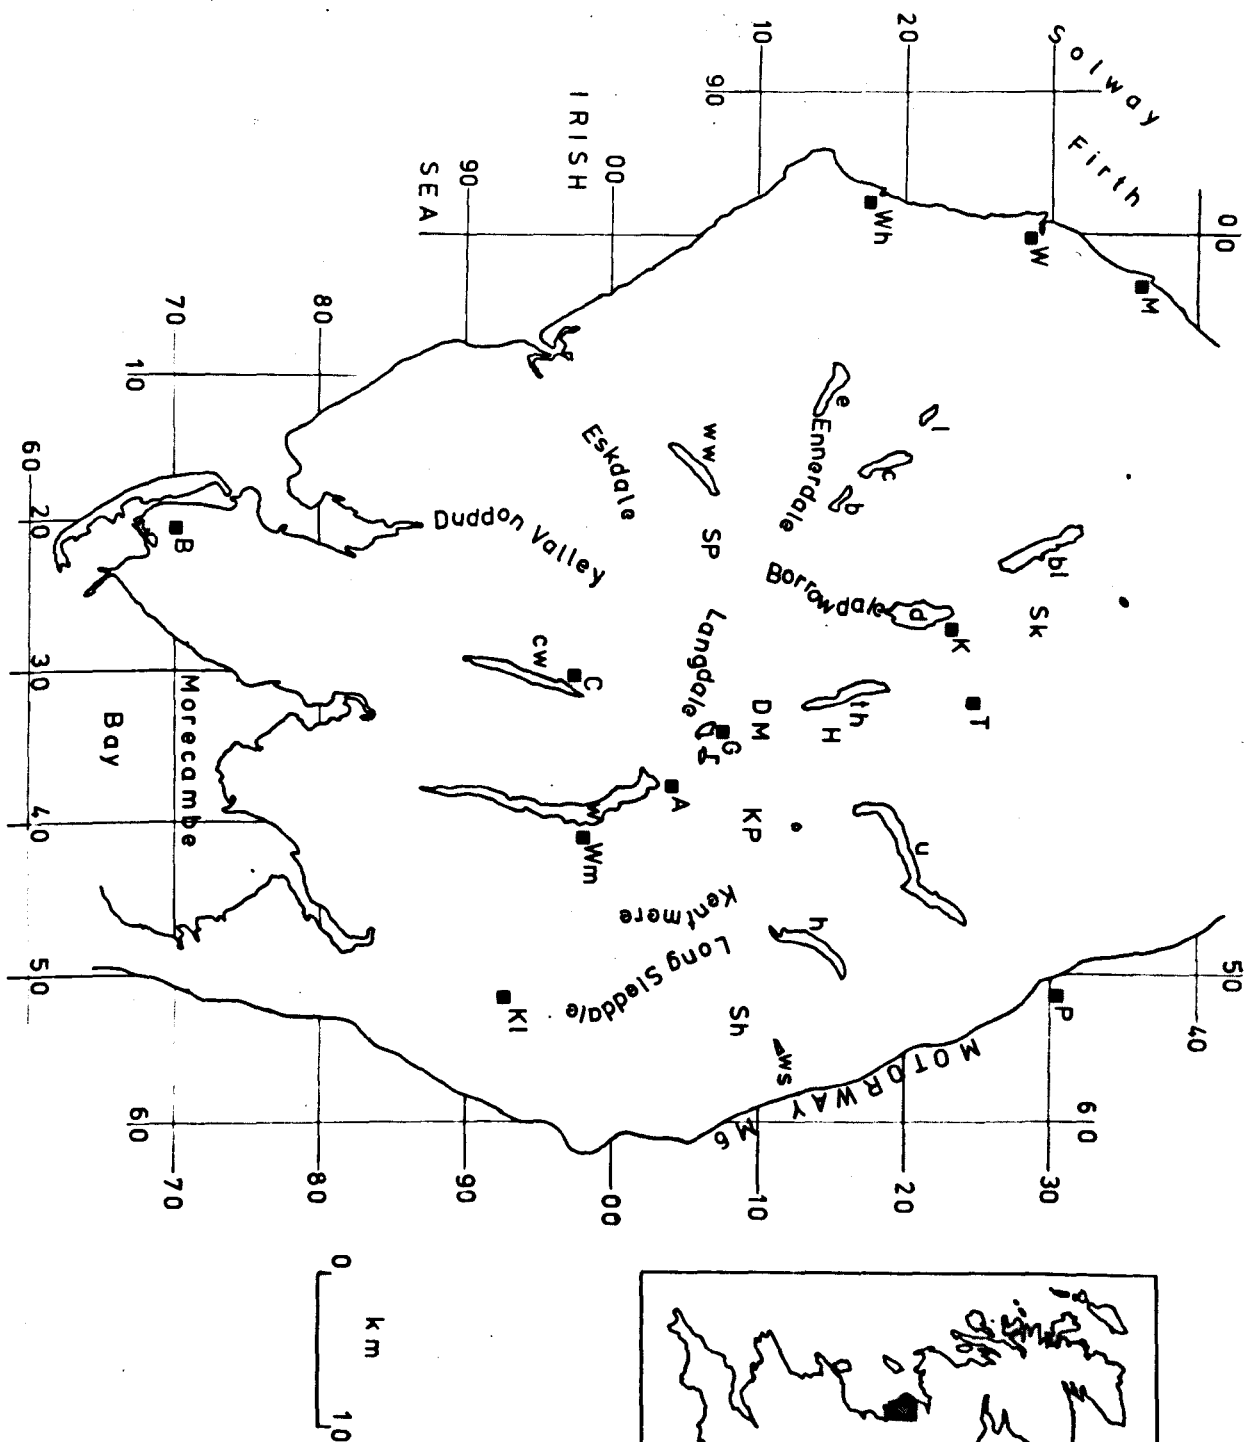 00
50
40
Solway
Firth
M
60
P
30
W
bl
Sk
T
K
20
MOTORWAY
M6
20
l
u
d
Wh
c
th
e
b
H
h
Ennerdale
Borrowdale
ws
10
DM
KP
10
90
Sh
SP
G
r
ww
Langdale
A
Kentmere
Long Sleddale
00
Eskdale
C
w
Wm
00
IRISH
SEA
cw
Duddon Valley
Kl
90
90
80
80
B
Morecambe
Bay
70
70
10
20
30
40
50
60
60
0
km
10